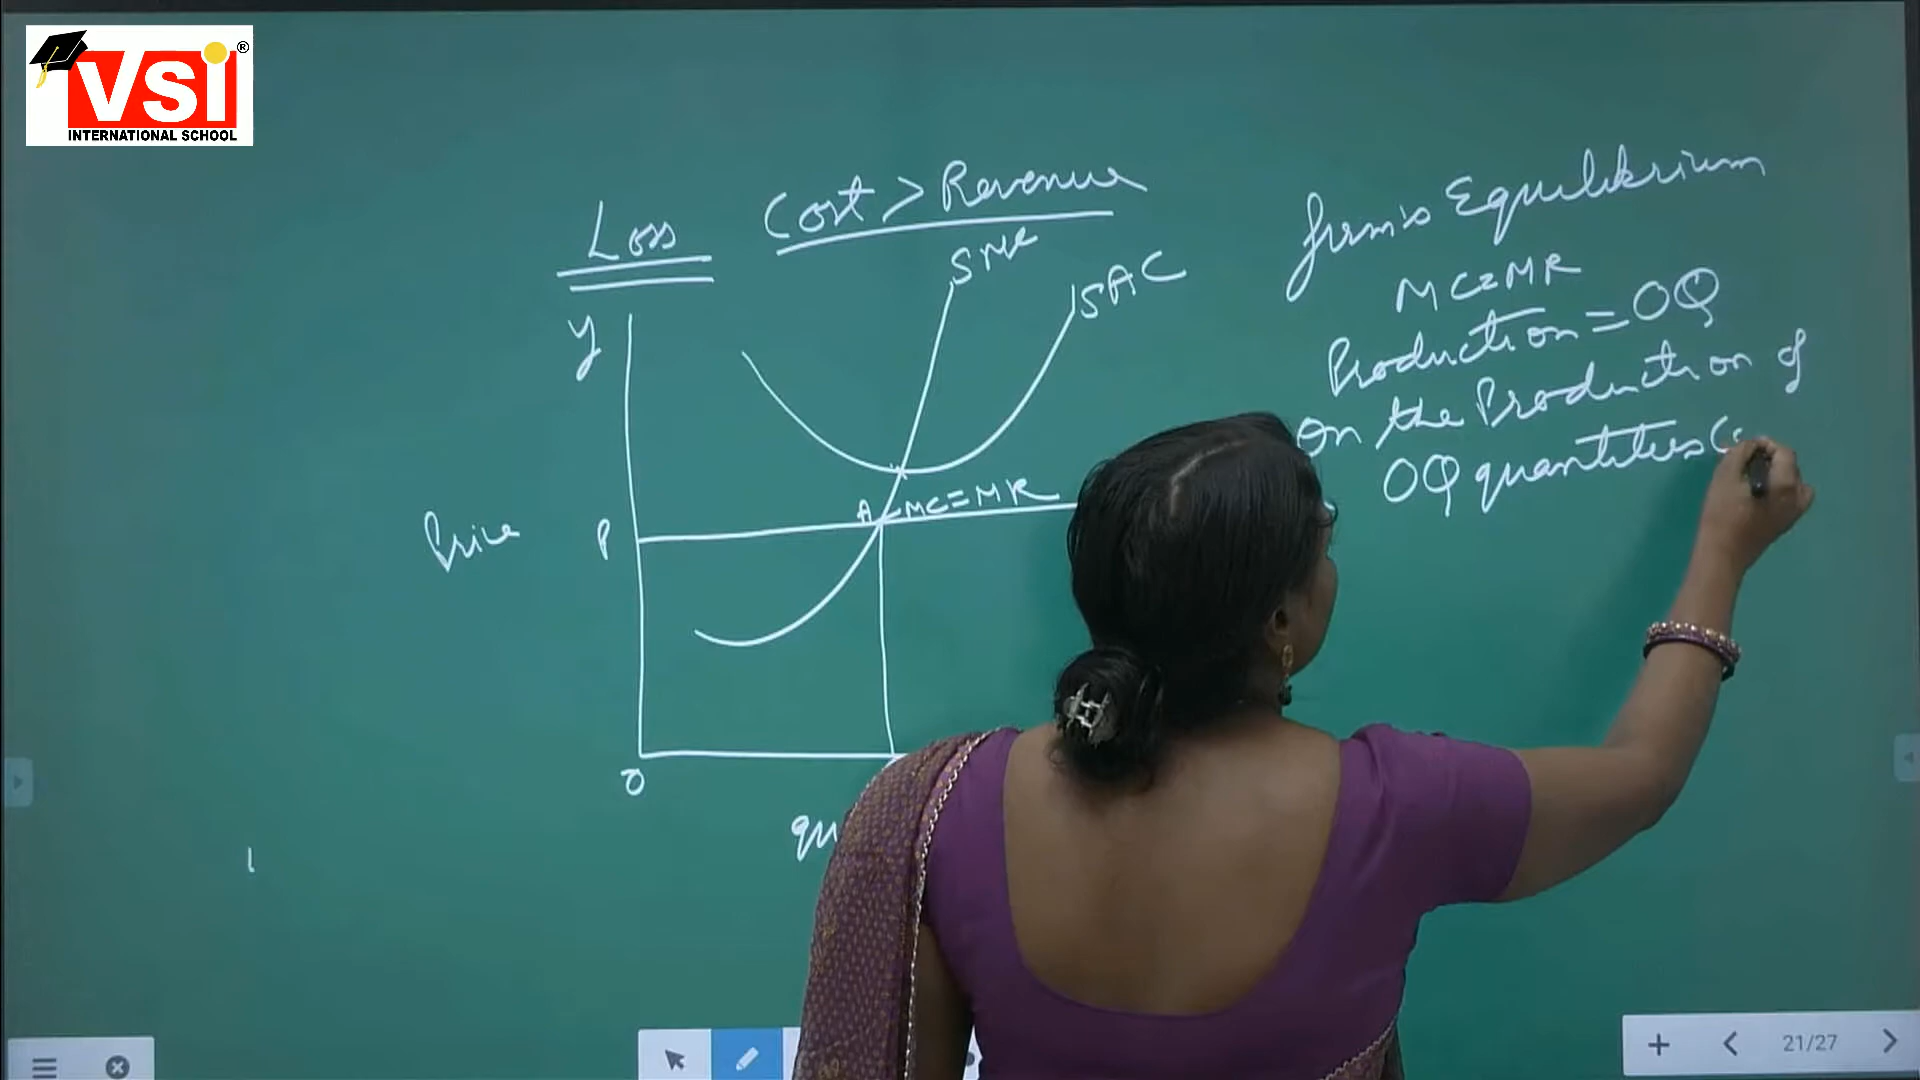 VSI ®
INTERNATIONAL SCHOOL
Loss
Cost > Revenue
SMC
SAC
Y
A MC=MR
Price
P
O
qu
firm's Equilibrium
MC=MR
Production = OQ
on the Production of
OQ quantities (
21/27